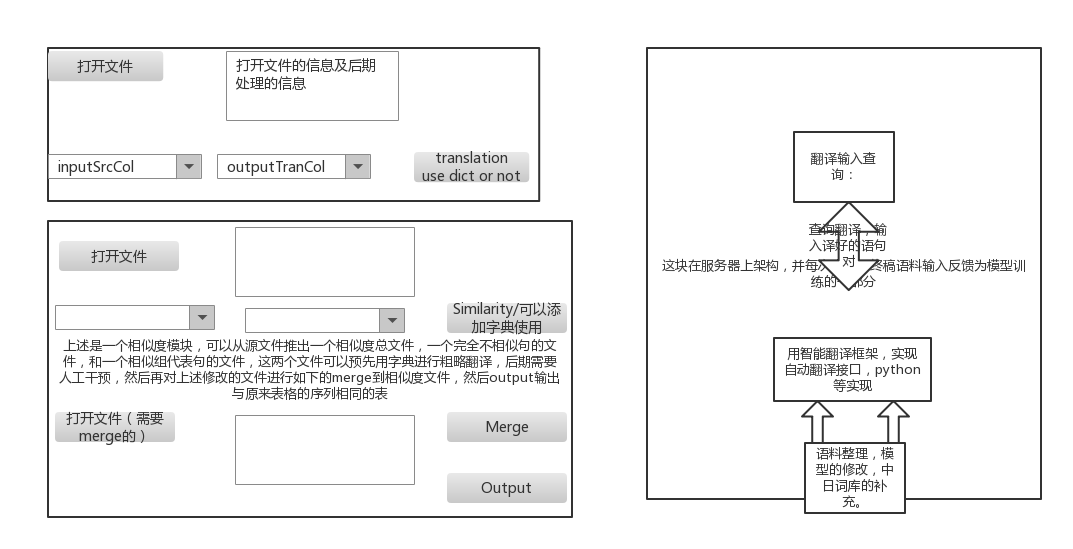 打开文件
打开文件的信息及后期
处理的信息
inputSrcCol
outputTranCol
translation
use dict or not
打开文件
Similarity/可以添
加字典使用
上述是一个相似度模块，可以从源文件推出一个相似度总文件，一个完全不相似句的文
件，和一个相似组代表句的文件，这两个文件可以预先用字典进行粗略翻译，后期需要
人工干预，然后再对上述修改的文件进行如下的merge到相似度文件，然后output输出
与原来表格的序列相同的表
打开文件（需要
merge的）
Merge
Output
翻译输入查
询：
查询翻译，输
入译好的语句
对
这块在服务器上架构，并每次 终稿语料输入反馈为模型训
练的一部分
用智能翻译框架，实现
自动翻译接口，python
等实现
语料整理，模
型的修改，中
日词库的补
充。